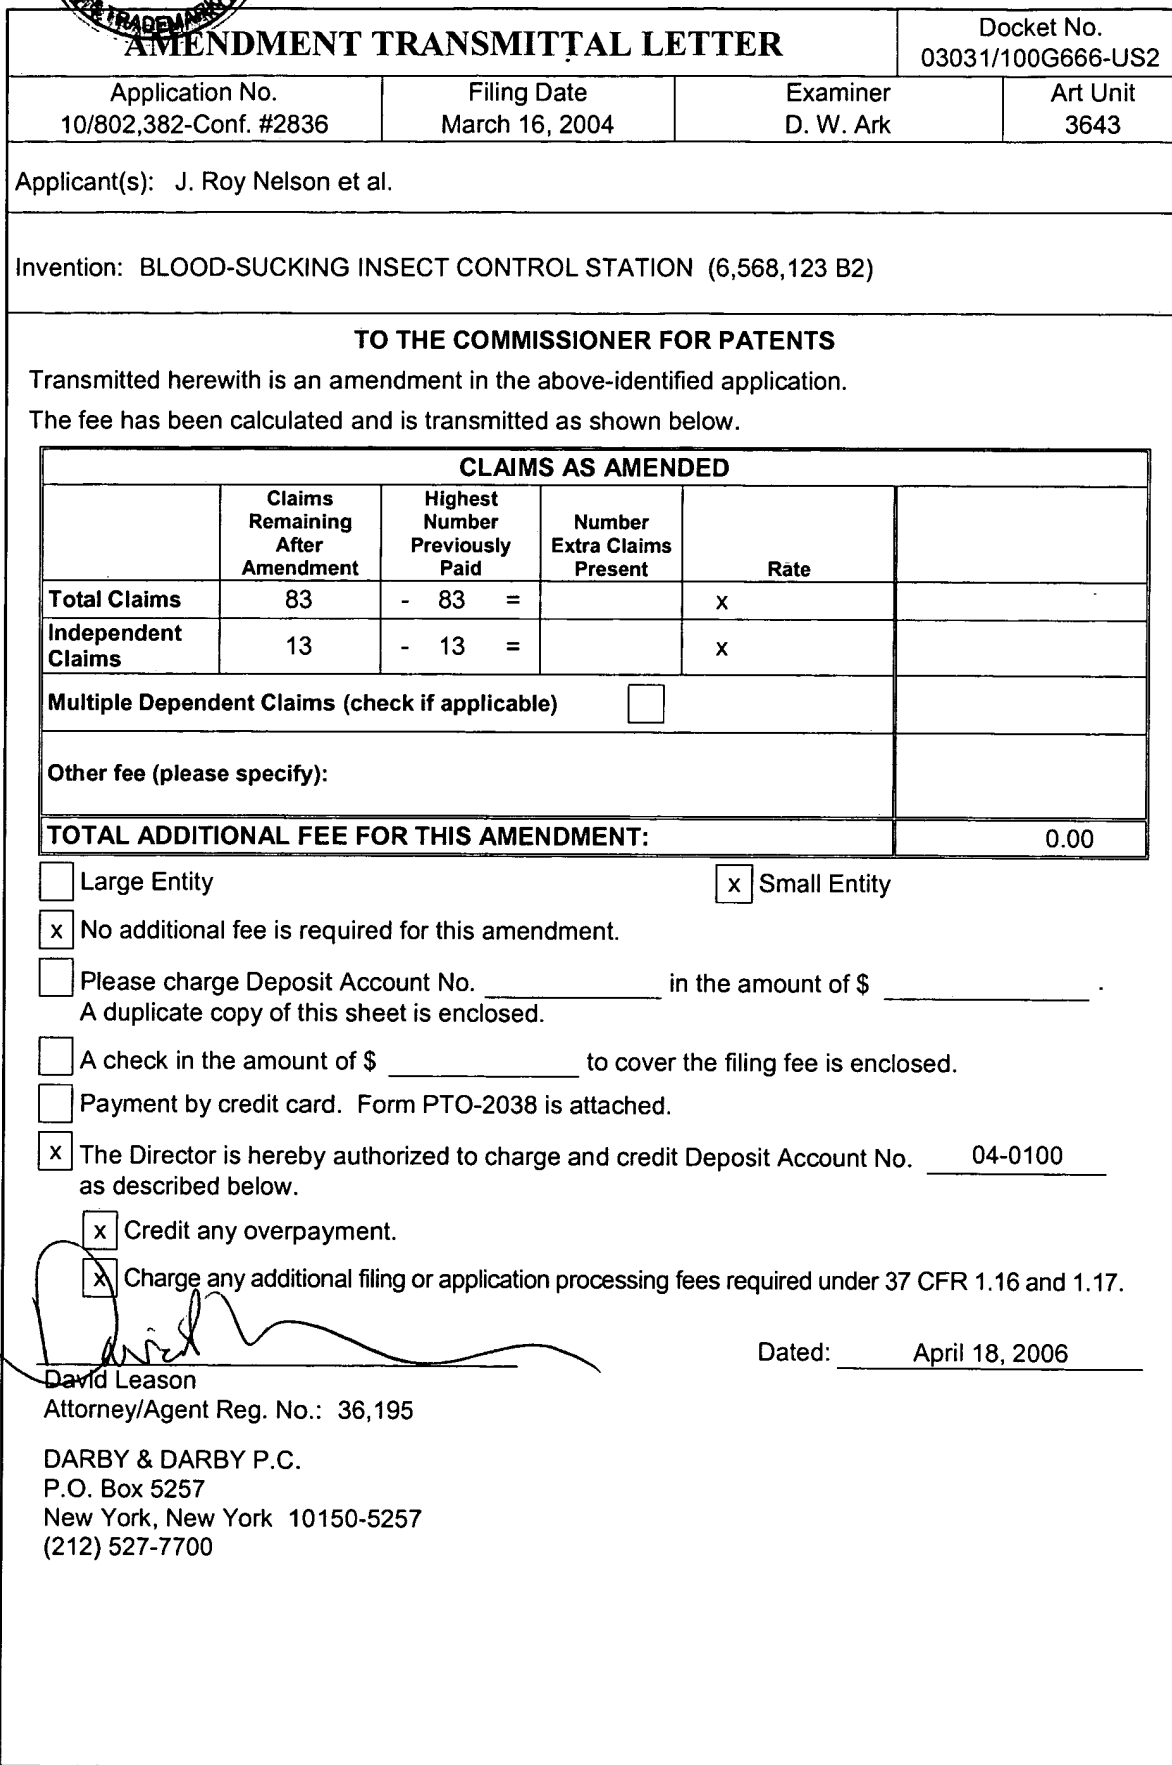 & TRADEMARK
AMENDMENT TRANSMITTAL LETTER
Docket No.
03031/100G666-US2
Application No.
10/802,382-Conf. #2836
Filing Date
March 16, 2004
Examiner
D. W. Ark
Art Unit
3643
Applicant(s): J. Roy Nelson et al.
Invention: BLOOD-SUCKING INSECT CONTROL STATION (6,568,123 B2)
TO THE COMMISSIONER FOR PATENTS
Transmitted herewith is an amendment in the above-identified application.
The fee has been calculated and is transmitted as shown below.
CLAIMS AS AMENDED
Claims
Remaining
After
Amendment
Highest
Number
Previously
Paid
Number
Extra Claims
Present
Rate
Total Claims 83 - 83 = x
Independent
Claims 13 - 13 = x
Multiple Dependent Claims (check if applicable)
Other fee (please specify):
TOTAL ADDITIONAL FEE FOR THIS AMENDMENT: 0.00
Large Entity x Small Entity
x No additional fee is required for this amendment.
Please charge Deposit Account No. in the amount of $ .
A duplicate copy of this sheet is enclosed.
A check in the amount of $ to cover the filing fee is enclosed.
Payment by credit card. Form PTO-2038 is attached.
x The Director is hereby authorized to charge and credit Deposit Account No. 04-0100
as described below.
x Credit any overpayment.
x Charge any additional filing or application processing fees required under 37 CFR 1.16 and 1.17.
David
Dated: April 18, 2006
David Leason
Attorney/Agent Reg. No.: 36,195
DARBY & DARBY P.C.
P.O. Box 5257
New York, New York 10150-5257
(212) 527-7700